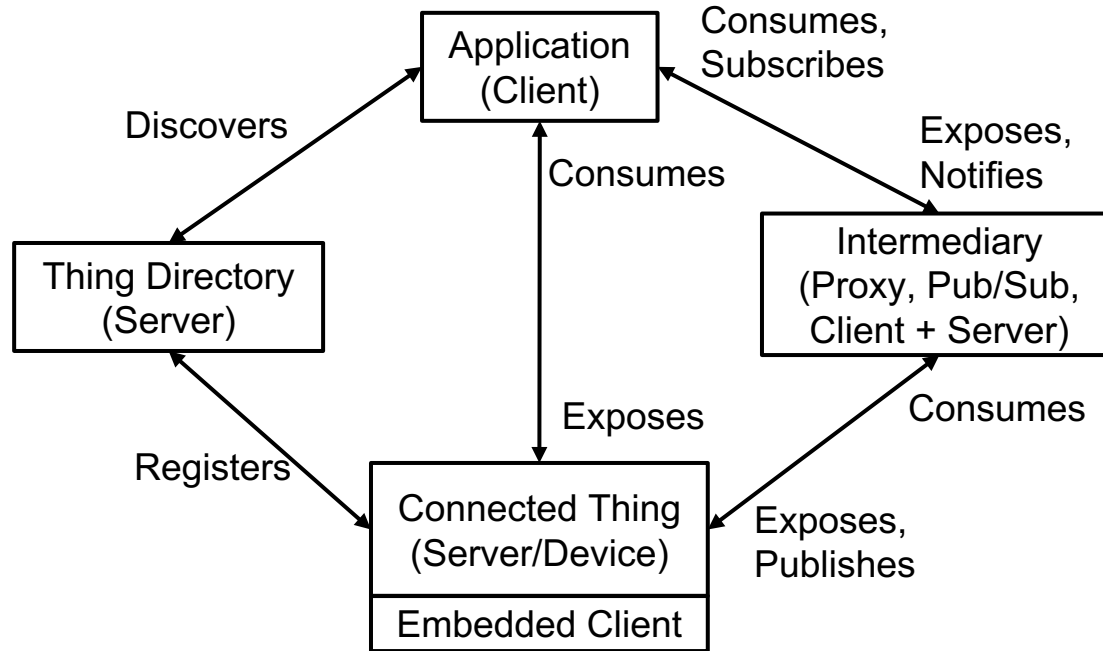 Application
(Client)
Consumes,
Subscribes
Discovers
Consumes
Exposes,
Notifies
Thing Directory
(Server)
Intermediary
(Proxy, Pub/Sub,
Client + Server)
Exposes
Consumes
Registers
Connected Thing
(Server/Device)
Exposes,
Publishes
Embedded Client